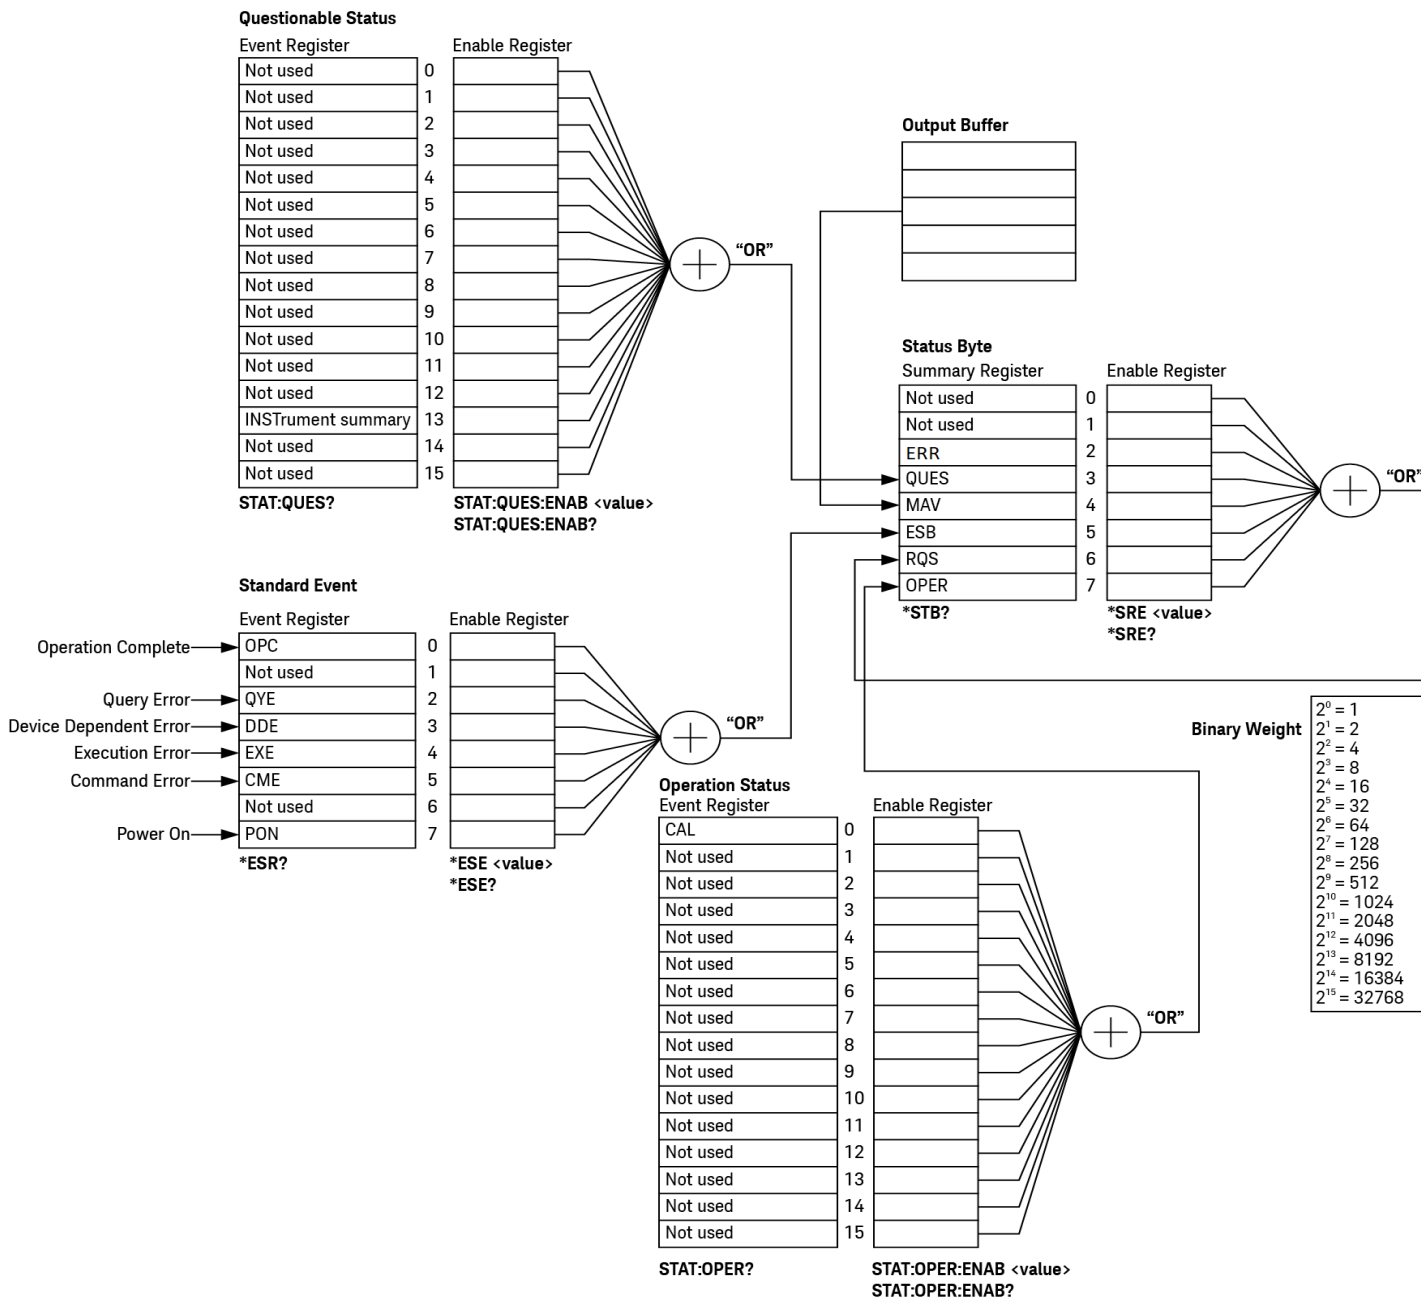 Questionable Status
Event Register Enable Register
Not used 0
Not used 1
Not used 2
Not used 3
Not used 4
Not used 5
Not used 6
Not used 7
Not used 8
Not used 9
Not used 10
Not used 11
Not used 12
INSTrument summary 13
Not used 14
Not used 15
STAT:QUES? STAT:QUES:ENAB <value>
STAT:QUES:ENAB?
"OR"
Output Buffer
Status Byte
Summary Register Enable Register
Not used 0
Not used 1
ERR 2
QUES 3
MAV 4
ESB 5
RQS 6
OPER 7
*STB? *SRE <value>
*SRE?
"OR"
Standard Event
Event Register Enable Register
Operation Complete OPC 0
Not used 1
Query Error QYE 2
Device Dependent Error DDE 3
Execution Error EXE 4
Command Error CME 5
Not used 6
Power On PON 7
*ESR? *ESE <value>
*ESE?
"OR"
Operation Status
Event Register Enable Register
CAL 0
Not used 1
Not used 2
Not used 3
Not used 4
Not used 5
Not used 6
Not used 7
Not used 8
Not used 9
Not used 10
Not used 11
Not used 12
Not used 13
Not used 14
Not used 15
STAT:OPER? STAT:OPER:ENAB <value>
STAT:OPER:ENAB?
"OR"
Binary Weight
2⁰ = 1
2¹ = 2
2² = 4
2³ = 8
2⁴ = 16
2⁵ = 32
2⁶ = 64
2⁷ = 128
2⁸ = 256
2⁹ = 512
2¹⁰ = 1024
2¹¹ = 2048
2¹² = 4096
2¹³ = 8192
2¹⁴ = 16384
2¹⁵ = 32768